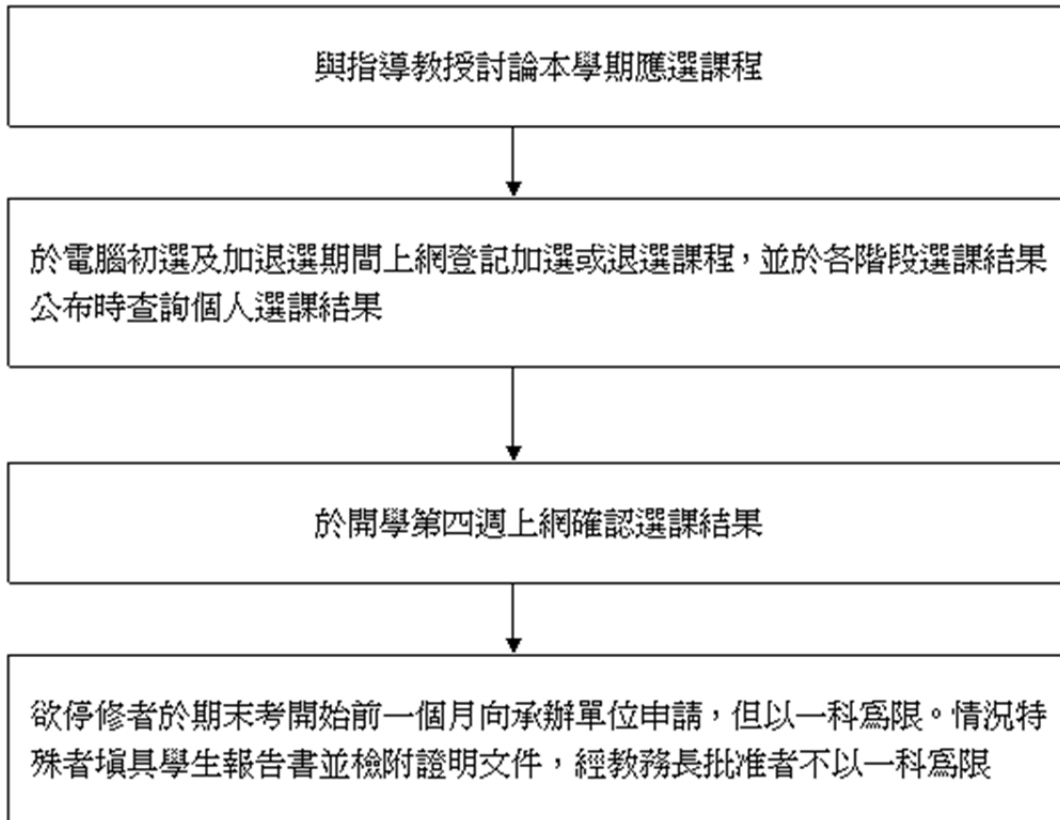 與指導教授討論本學期應選課程
於電腦初選及加退選期間上網登記加選或退選課程，並於各階段選課結果
公布時查詢個人選課結果
於開學第四週上網確認選課結果
欲停修者於期末考開始前一個月向承辦單位申請，但以一科為限。情況特
殊者填具學生報告書並檢附證明文件，經教務長批准者不以一科為限